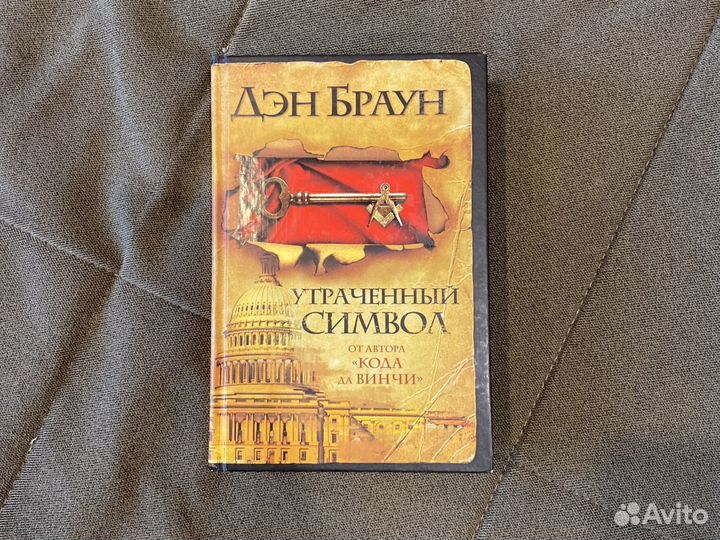 Дэн Браун
Утраченный
символ
от автора
«Кода
да Винчи»
Avito